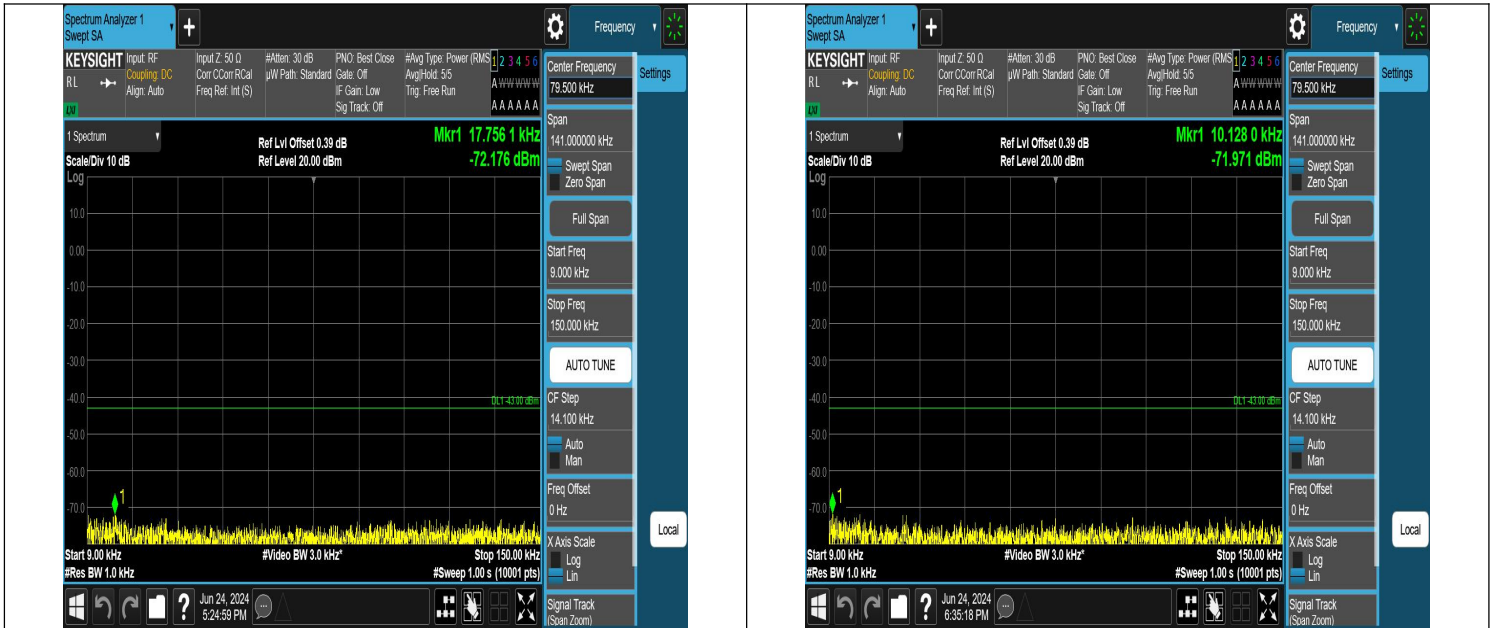 Spectrum Analyzer 1
Swept SA
+
Frequency
KEYSIGHT
RL
LXI
Input: RF
Coupling: DC
Align: Auto
Input Z: 50 Ω
Corr CCorr RCal
Freq Ref: Int (S)
#Atten: 30 dB
µW Path: Standard
PNO: Best Close
Gate: Off
IF Gain: Low
Sig Track: Off
#Avg Type: Power (RMS
Avg|Hold: 5/5
Trig: Free Run
1 2 3 4 5 6
A W W W W W
A A A A A A
1 Spectrum
Scale/Div 10 dB
Log
Ref Lvl Offset 0.39 dB
Ref Level 20.00 dBm
Mkr1 17.756 1 kHz
-72.176 dBm
10.0
0.00
-10.0
-20.0
-30.0
-40.0
DL1 -43.00 dBm
-50.0
-60.0
-70.0
1
Start 9.00 kHz
#Res BW 1.0 kHz
#Video BW 3.0 kHz*
Stop 150.00 kHz
#Sweep 1.00 s (10001 pts)
?
Jun 24, 2024
5:24:59 PM
Center Frequency
79.500 kHz
Settings
Span
141.000000 kHz
Swept Span
Zero Span
Full Span
Start Freq
9.000 kHz
Stop Freq
150.000 kHz
AUTO TUNE
CF Step
14.100 kHz
Auto
Man
Freq Offset
0 Hz
Local
X Axis Scale
Log
Lin
Signal Track
(Span Zoom)
Spectrum Analyzer 1
Swept SA
+
Frequency
KEYSIGHT
RL
LXI
Input: RF
Coupling: DC
Align: Auto
Input Z: 50 Ω
Corr CCorr RCal
Freq Ref: Int (S)
#Atten: 30 dB
µW Path: Standard
PNO: Best Close
Gate: Off
IF Gain: Low
Sig Track: Off
#Avg Type: Power (RMS
Avg|Hold: 5/5
Trig: Free Run
1 2 3 4 5 6
A W W W W W
A A A A A A
1 Spectrum
Scale/Div 10 dB
Log
Ref Lvl Offset 0.39 dB
Ref Level 20.00 dBm
Mkr1 10.128 0 kHz
-71.971 dBm
10.0
0.00
-10.0
-20.0
-30.0
-40.0
DL1 -43.00 dBm
-50.0
-60.0
-70.0
1
Start 9.00 kHz
#Res BW 1.0 kHz
#Video BW 3.0 kHz*
Stop 150.00 kHz
#Sweep 1.00 s (10001 pts)
?
Jun 24, 2024
6:35:18 PM
Center Frequency
79.500 kHz
Settings
Span
141.000000 kHz
Swept Span
Zero Span
Full Span
Start Freq
9.000 kHz
Stop Freq
150.000 kHz
AUTO TUNE
CF Step
14.100 kHz
Auto
Man
Freq Offset
0 Hz
Local
X Axis Scale
Log
Lin
Signal Track
(Span Zoom)